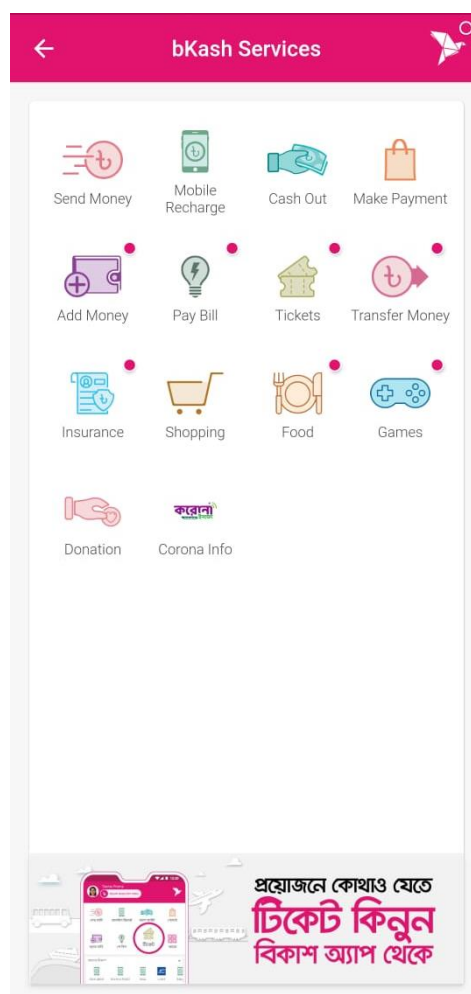 bKash Services
Send Money
Mobile
Recharge
Cash Out
Make Payment
Add Money
Pay Bill
Tickets
Transfer Money
Insurance
Shopping
Food
Games
Donation
করোনা
Corona Info
প্রয়োজনে কোথাও যেতে
টিকেট কিনুন
বিকাশ অ্যাপ থেকে